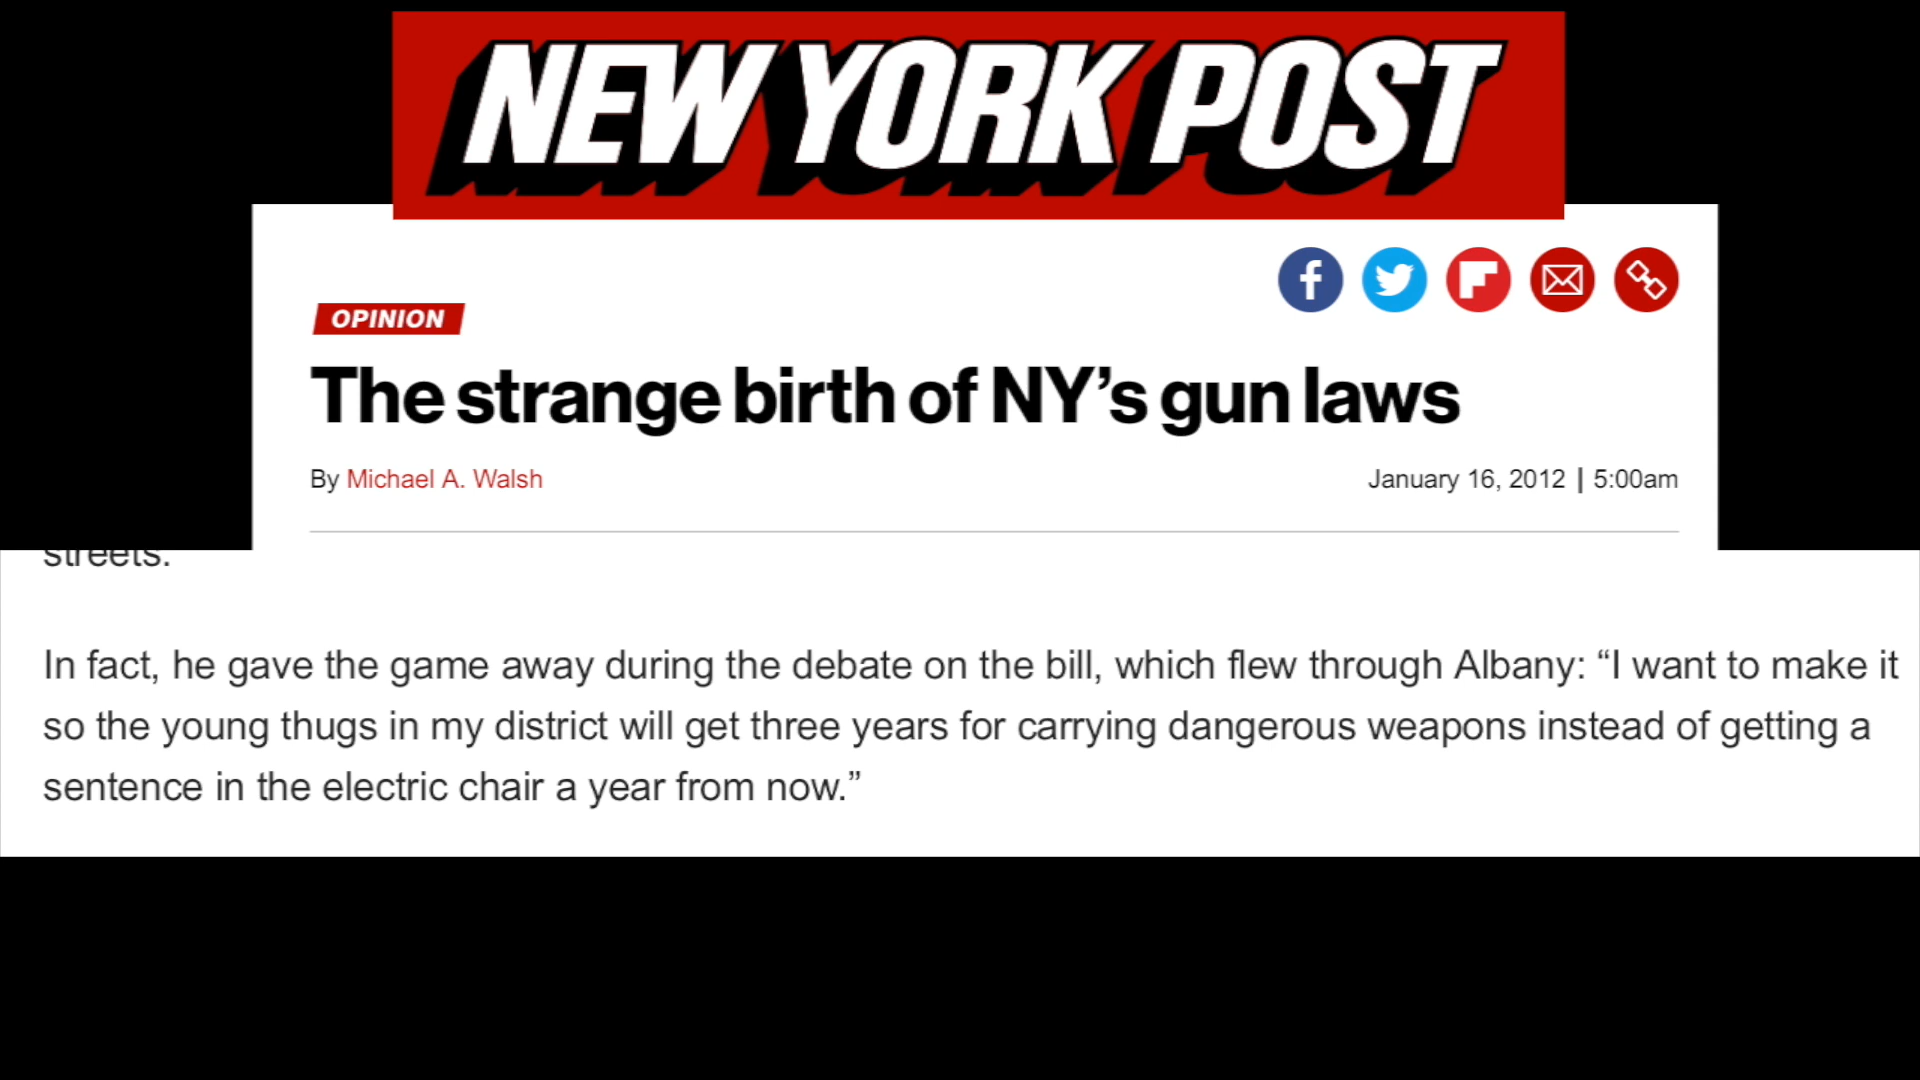 NEW YORK POST
OPINION
The strange birth of NY’s gun laws
By Michael A. Walsh
January 16, 2012 | 5:00am
streets.
In fact, he gave the game away during the debate on the bill, which flew through Albany: “I want to make it
so the young thugs in my district will get three years for carrying dangerous weapons instead of getting a
sentence in the electric chair a year from now.”